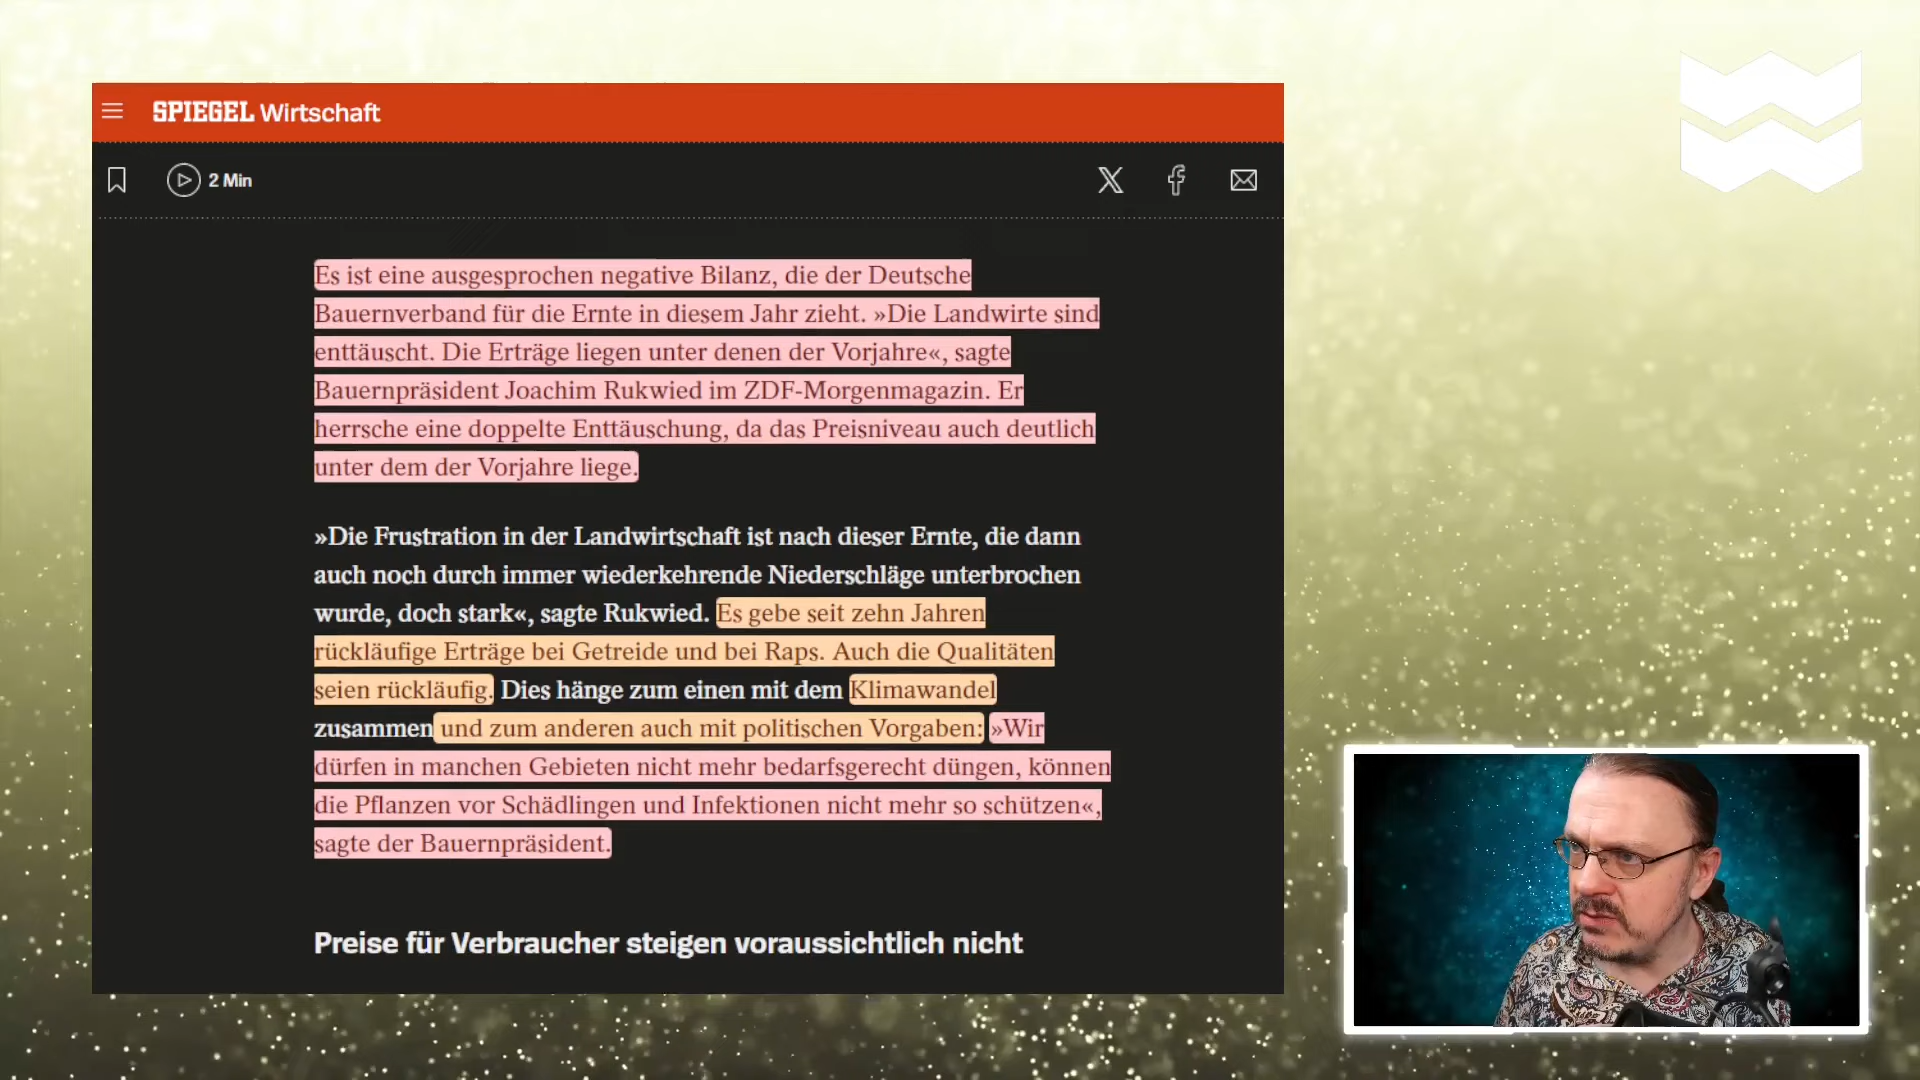 SPIEGEL Wirtschaft
2 Min
Es ist eine ausgesprochen negative Bilanz, die der Deutsche
Bauernverband für die Ernte in diesem Jahr zieht. »Die Landwirte sind
enttäuscht. Die Erträge liegen unter denen der Vorjahre«, sagte
Bauernpräsident Joachim Rukwied im ZDF-Morgenmagazin. Er
herrsche eine doppelte Enttäuschung, da das Preisniveau auch deutlich
unter dem der Vorjahre liege.
»Die Frustration in der Landwirtschaft ist nach dieser Ernte, die dann
auch noch durch immer wiederkehrende Niederschläge unterbrochen
wurde, doch stark«, sagte Rukwied. Es gebe seit zehn Jahren
rückläufige Erträge bei Getreide und bei Raps. Auch die Qualitäten
seien rückläufig. Dies hänge zum einen mit dem Klimawandel
zusammen und zum anderen auch mit politischen Vorgaben: »Wir
dürfen in manchen Gebieten nicht mehr bedarfsgerecht düngen, können
die Pflanzen vor Schädlingen und Infektionen nicht mehr so schützen«,
sagte der Bauernpräsident.
Preise für Verbraucher steigen voraussichtlich nicht